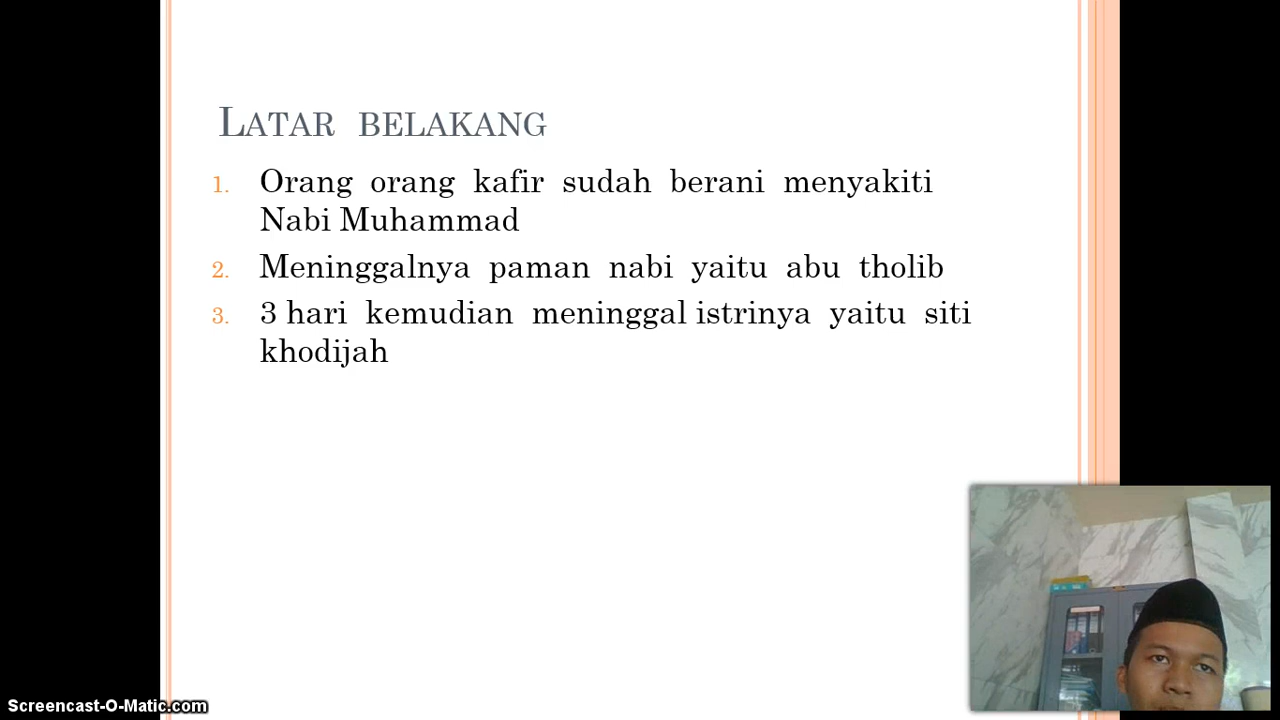 LATAR BELAKANG
1. Orang orang kafir sudah berani menyakiti
Nabi Muhammad
2. Meninggalnya paman nabi yaitu abu tholib
3. 3 hari kemudian meninggal istrinya yaitu siti
khodijah
Screencast-O-Matic.com